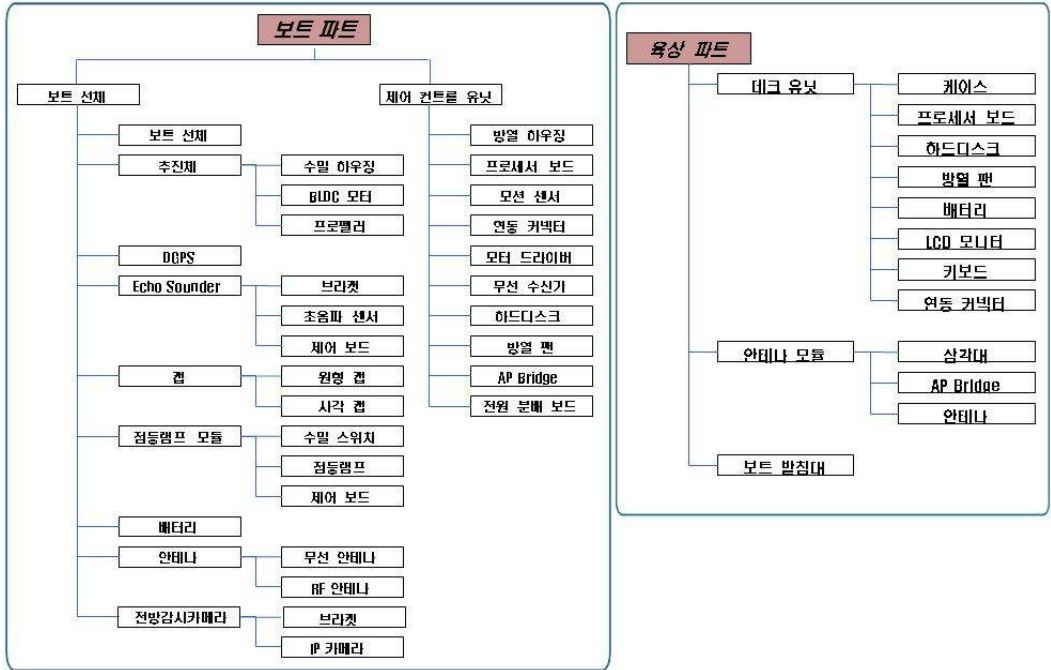 보트 파트
보트 선체
보트 선체
추진체
수밀 하우징
BLDC 모터
프로펠러
DGPS
Echo Sounder
브라켓
초음파 센서
제어 보드
캡
원형 캡
사각 캡
점등램프 모듈
수밀 스위치
점등램프
제어 보드
배터리
안테나
무선 안테나
RF 안테나
전방감시카메라
브라켓
IP 카메라
제어 컨트롤 유닛
방열 하우징
프로세서 보드
모션 센서
연동 커넥터
모터 드라이버
무선 수신기
하드디스크
방열 팬
AP Bridge
전원 분배 보드
육상 파트
데크 유닛
케이스
프로세서 보드
하드디스크
방열 팬
배터리
LCD 모니터
키보드
연동 커넥터
안테나 모듈
삼각대
AP Bridge
안테나
보트 받침대